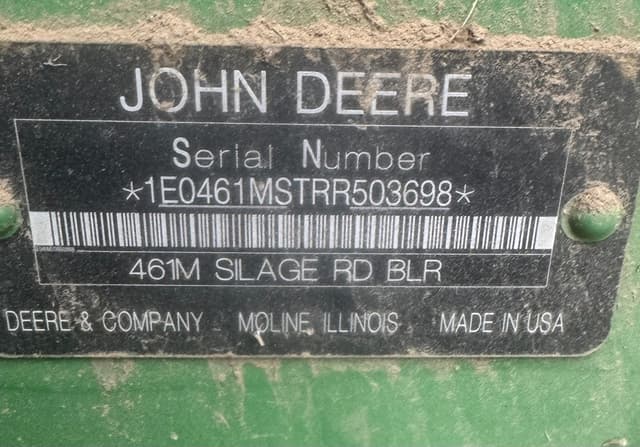 JOHN DEERE
Serial Number
*1E0461MSTRR503698*
461M SILAGE RD BLR
DEERE & COMPANY MOLINE, ILLINOIS MADE IN USA